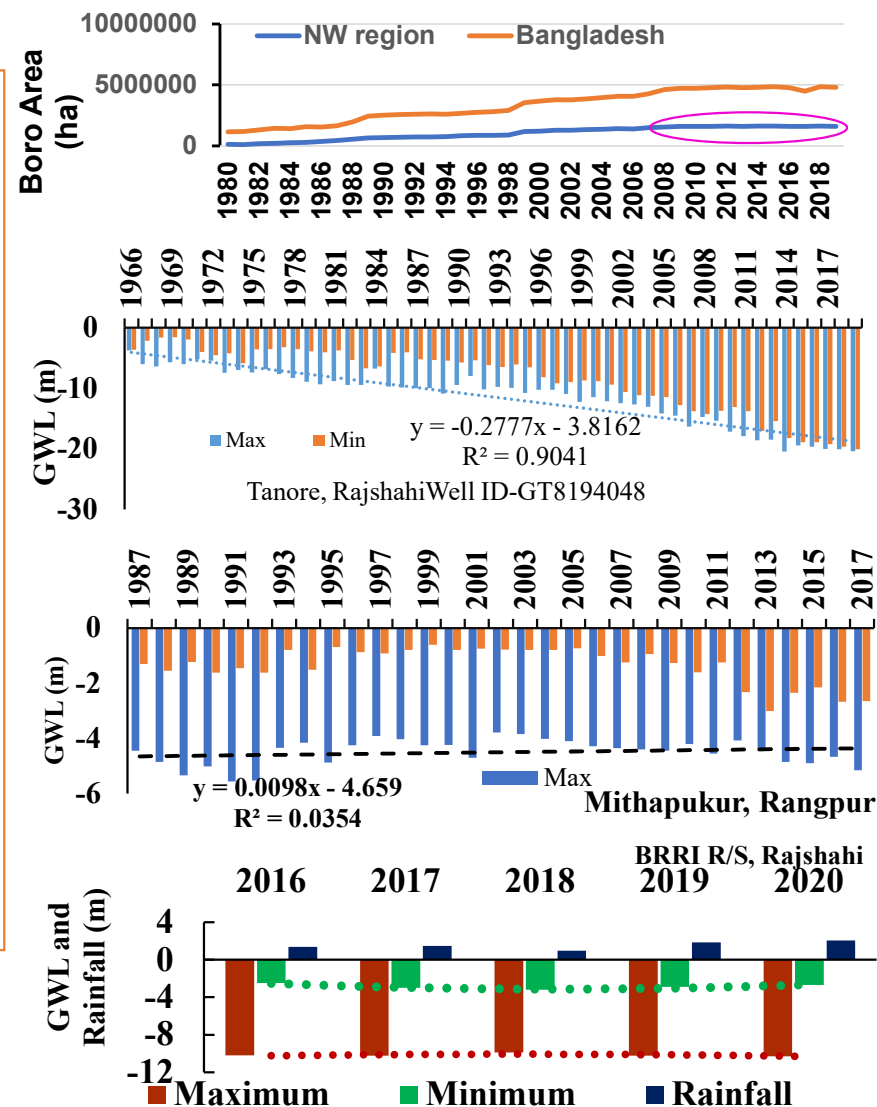 10000000
NW region Bangladesh
5000000
0
Boro Area
(ha)
1980 1982 1984 1986 1988 1990 1992 1994 1996 1998 2000 2002 2004 2006 2008 2010 2012 2014 2016 2018
1966 1969 1972 1975 1978 1981 1984 1987 1990 1993 1996 1999 2002 2005 2008 2011 2014 2017
0
-10
-20
-30
GWL (m)
Max Min
y = -0.2777x - 3.8162
R² = 0.9041
Tanore, RajshahiWell ID-GT8194048
1987 1989 1991 1993 1995 1997 1999 2001 2003 2005 2007 2009 2011 2013 2015 2017
0
-2
-4
-6
GWL (m)
y = 0.0098x - 4.659
R² = 0.0354
Max
Mithapukur, Rangpur
BRRI R/S, Rajshahi
2016 2017 2018 2019 2020
4
0
-4
-8
-12
GWL and
Rainfall (m)
Maximum Minimum Rainfall